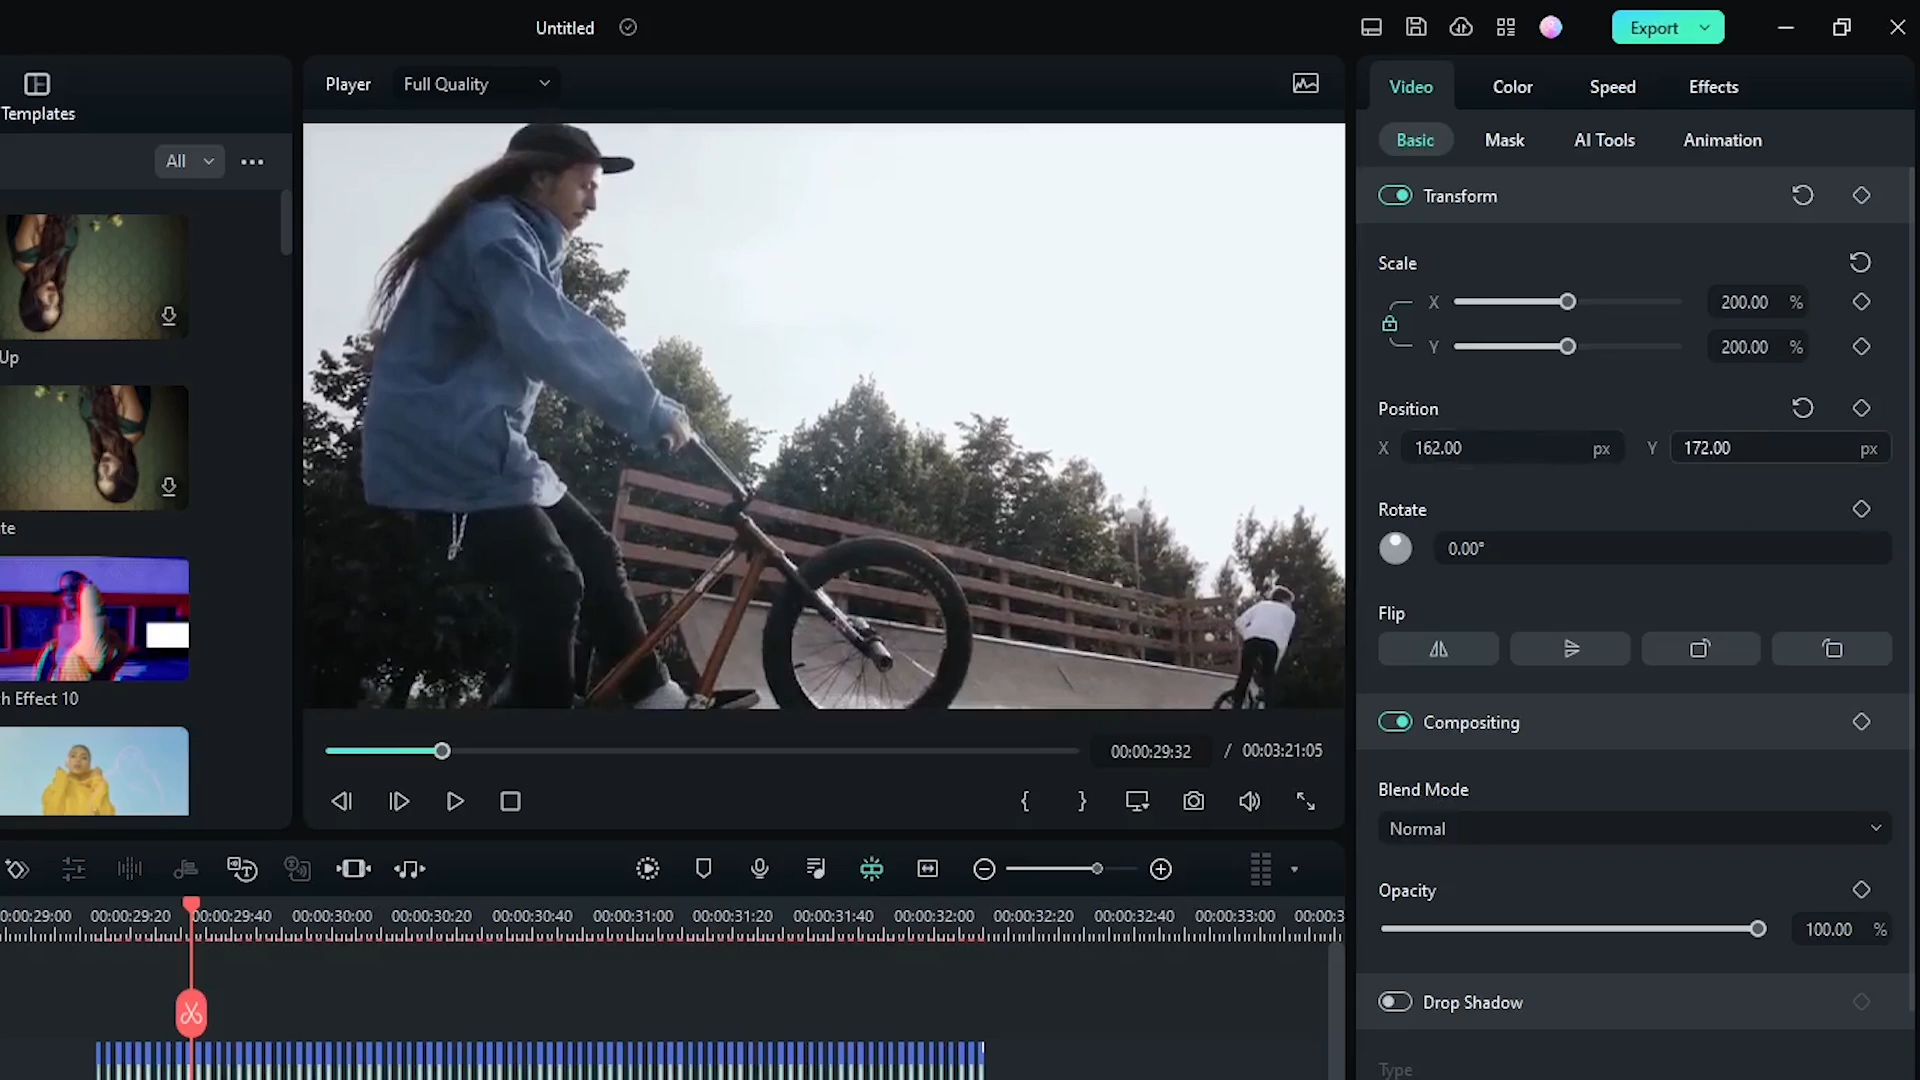 Untitled
Export
Templates
Player
Full Quality
Video
Color
Speed
Effects
All
Basic
Mask
AI Tools
Animation
Transform
Scale
X
200.00 %
Y
200.00 %
Up
Position
X 162.00 px Y 172.00 px
te
Rotate
0.00°
Flip
h Effect 10
Compositing
00:00:29:32 / 00:03:21:05
Blend Mode
Normal
Opacity
100.00 %
0:00:29:00 00:00:29:20 00:00:29:40 00:00:30:00 00:00:30:20 00:00:30:40 00:00:31:00 00:00:31:20 00:00:31:40 00:00:32:00 00:00:32:20 00:00:32:40 00:00:33:00 00:00:3
Drop Shadow
Type